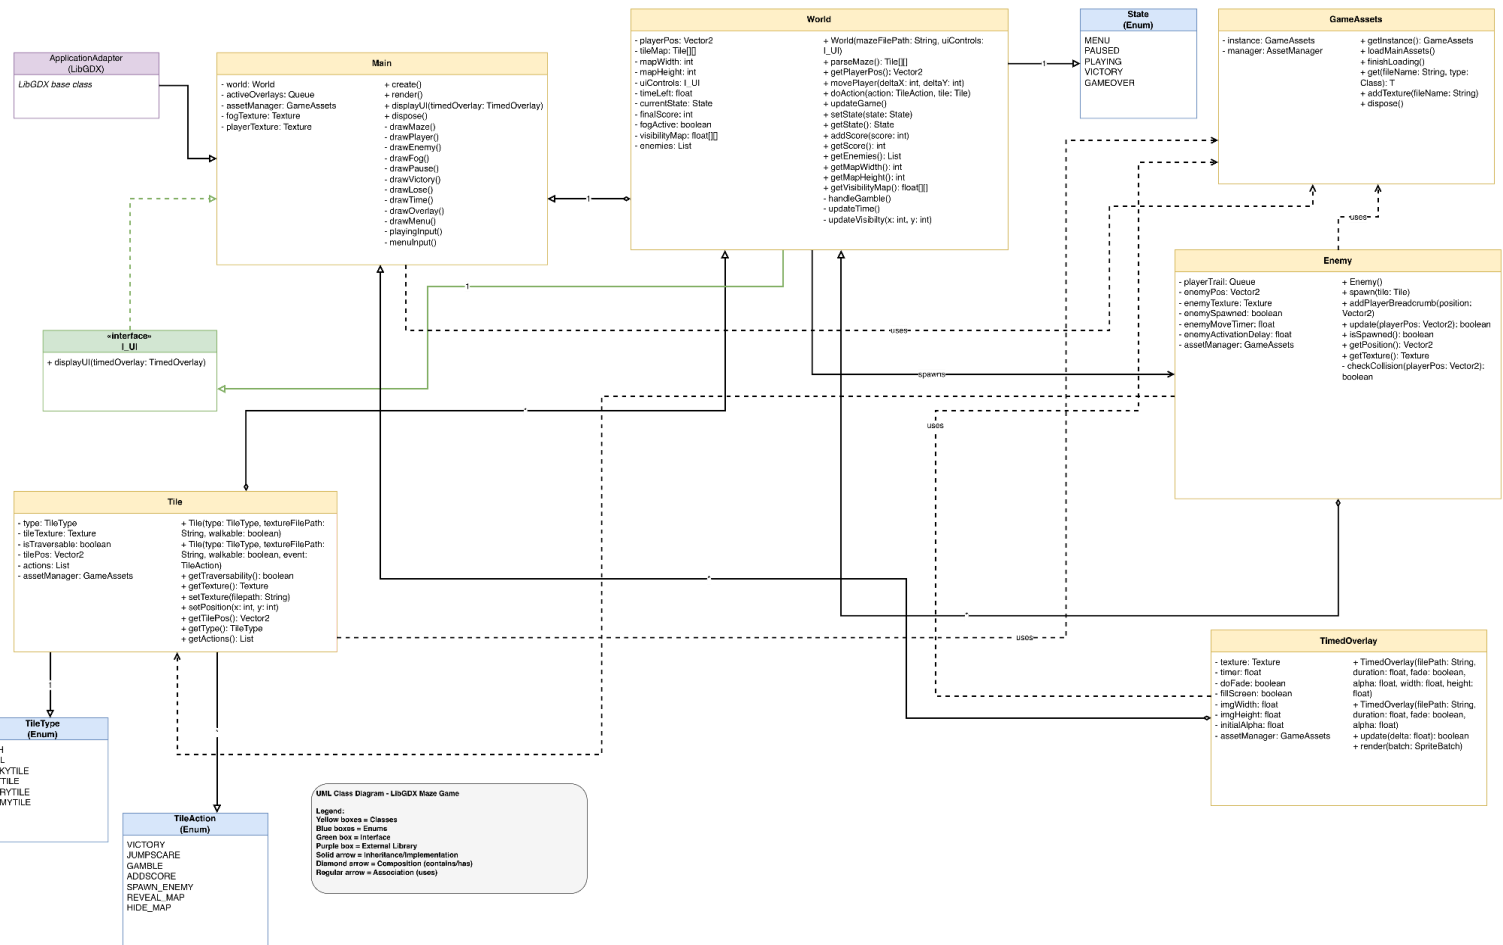 ApplicationAdapter
(LibGDX)
LibGDX base class
Main
- world: World
- activeOverlays: Queue
- assetManager: GameAssets
- fogTexture: Texture
- playerTexture: Texture
+ create()
+ render()
+ displayUI(timedOverlay: TimedOverlay)
+ dispose()
- drawMaze()
- drawPlayer()
- drawEnemy()
- drawFog()
- drawPause()
- drawVictory()
- drawLose()
- drawTime()
- drawOverlay()
- drawMenu()
- playingInput()
- menuInput()
World
- playerPos: Vector2
- tileMap: Tile[][]
- mapWidth: int
- mapHeight: int
- uiControls: I_UI
- timeLeft: float
- currentState: State
- finalScore: int
- fogActive: boolean
- visibilityMap: float[][]
- enemies: List
+ World(mazeFilePath: String, uiControls:
I_UI)
+ parseMaze(): Tile[][]
+ getPlayerPos(): Vector2
+ movePlayer(deltaX: int, deltaY: int)
+ doAction(action: TileAction, tile: Tile)
+ updateGame()
+ setState(state: State)
+ getState(): State
+ addScore(score: int)
+ getScore(): int
+ getEnemies(): List
+ getMapWidth(): int
+ getMapHeight(): int
+ getVisibilityMap(): float[][]
- handleGamble()
- updateTime()
- updateVisibilty(x: int, y: int)
State
(Enum)
MENU
PAUSED
PLAYING
VICTORY
GAMEOVER
GameAssets
- instance: GameAssets
- manager: AssetManager
+ getInstance(): GameAssets
+ loadMainAssets()
+ finishLoading()
+ get(fileName: String, type:
Class): T
+ addTexture(fileName: String)
+ dispose()
1
1
1
uses
uses
spawns
uses
uses
«interface»
I_UI
+ displayUI(timedOverlay: TimedOverlay)
Enemy
- playerTrail: Queue
- enemyPos: Vector2
- enemyTexture: Texture
- enemySpawned: boolean
- enemyMoveTimer: float
- enemyActivationDelay: float
- assetManager: GameAssets
+ Enemy()
+ spawn(tile: Tile)
+ addPlayerBreadcrumb(position:
Vector2)
+ update(playerPos: Vector2): boolean
+ isSpawned(): boolean
+ getPosition(): Vector2
+ getTexture(): Texture
- checkCollision(playerPos: Vector2):
boolean
Tile
- type: TileType
- tileTexture: Texture
- isTraversable: boolean
- tilePos: Vector2
- actions: List
- assetManager: GameAssets
+ Tile(type: TileType, textureFilePath:
String, walkable: boolean)
+ Tile(type: TileType, textureFilePath:
String, walkable: boolean, event:
TileAction)
+ getTraversability(): boolean
+ getTexture(): Texture
+ setTexture(filepath: String)
+ setPosition(x: int, y: int)
+ getTilePos(): Vector2
+ getType(): TileType
+ getActions(): List
1
TimedOverlay
- texture: Texture
- timer: float
- doFade: boolean
- fillScreen: boolean
- imgWidth: float
- imgHeight: float
- initialAlpha: float
- assetManager: GameAssets
+ TimedOverlay(filePath: String,
duration: float, fade: boolean,
alpha: float, width: float, height:
float)
+ TimedOverlay(filePath: String,
duration: float, fade: boolean,
alpha: float)
+ update(delta: float): boolean
+ render(batch: SpriteBatch)
TileType
(Enum)
H
L
KYTILE
TILE
RYTILE
MYTILE
TileAction
(Enum)
VICTORY
JUMPSCARE
GAMBLE
ADDSCORE
SPAWN_ENEMY
REVEAL_MAP
HIDE_MAP
UML Class Diagram - LibGDX Maze Game
Legend:
Yellow boxes = Classes
Blue boxes = Enums
Green box = Interface
Purple box = External Library
Solid arrow = Inheritance/Implementation
Diamond arrow = Composition (contains/has)
Regular arrow = Association (uses)